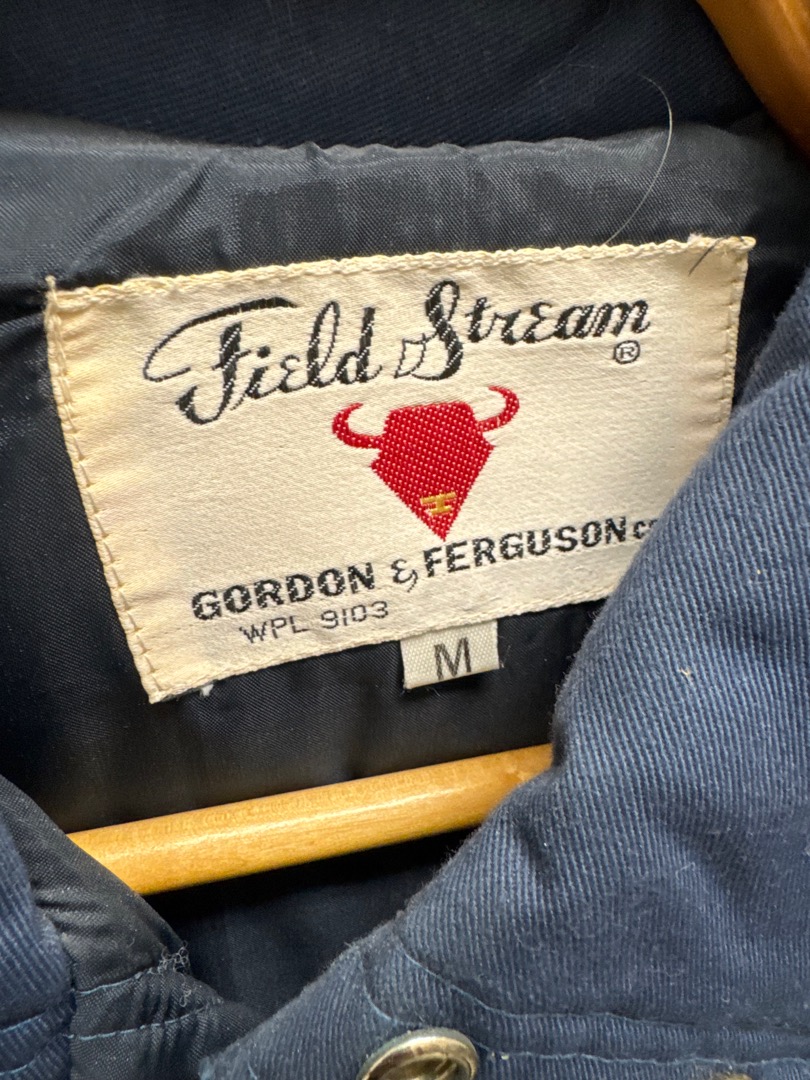 Field & Stream ®
GORDON & FERGUSON CO
WPL 9103
M